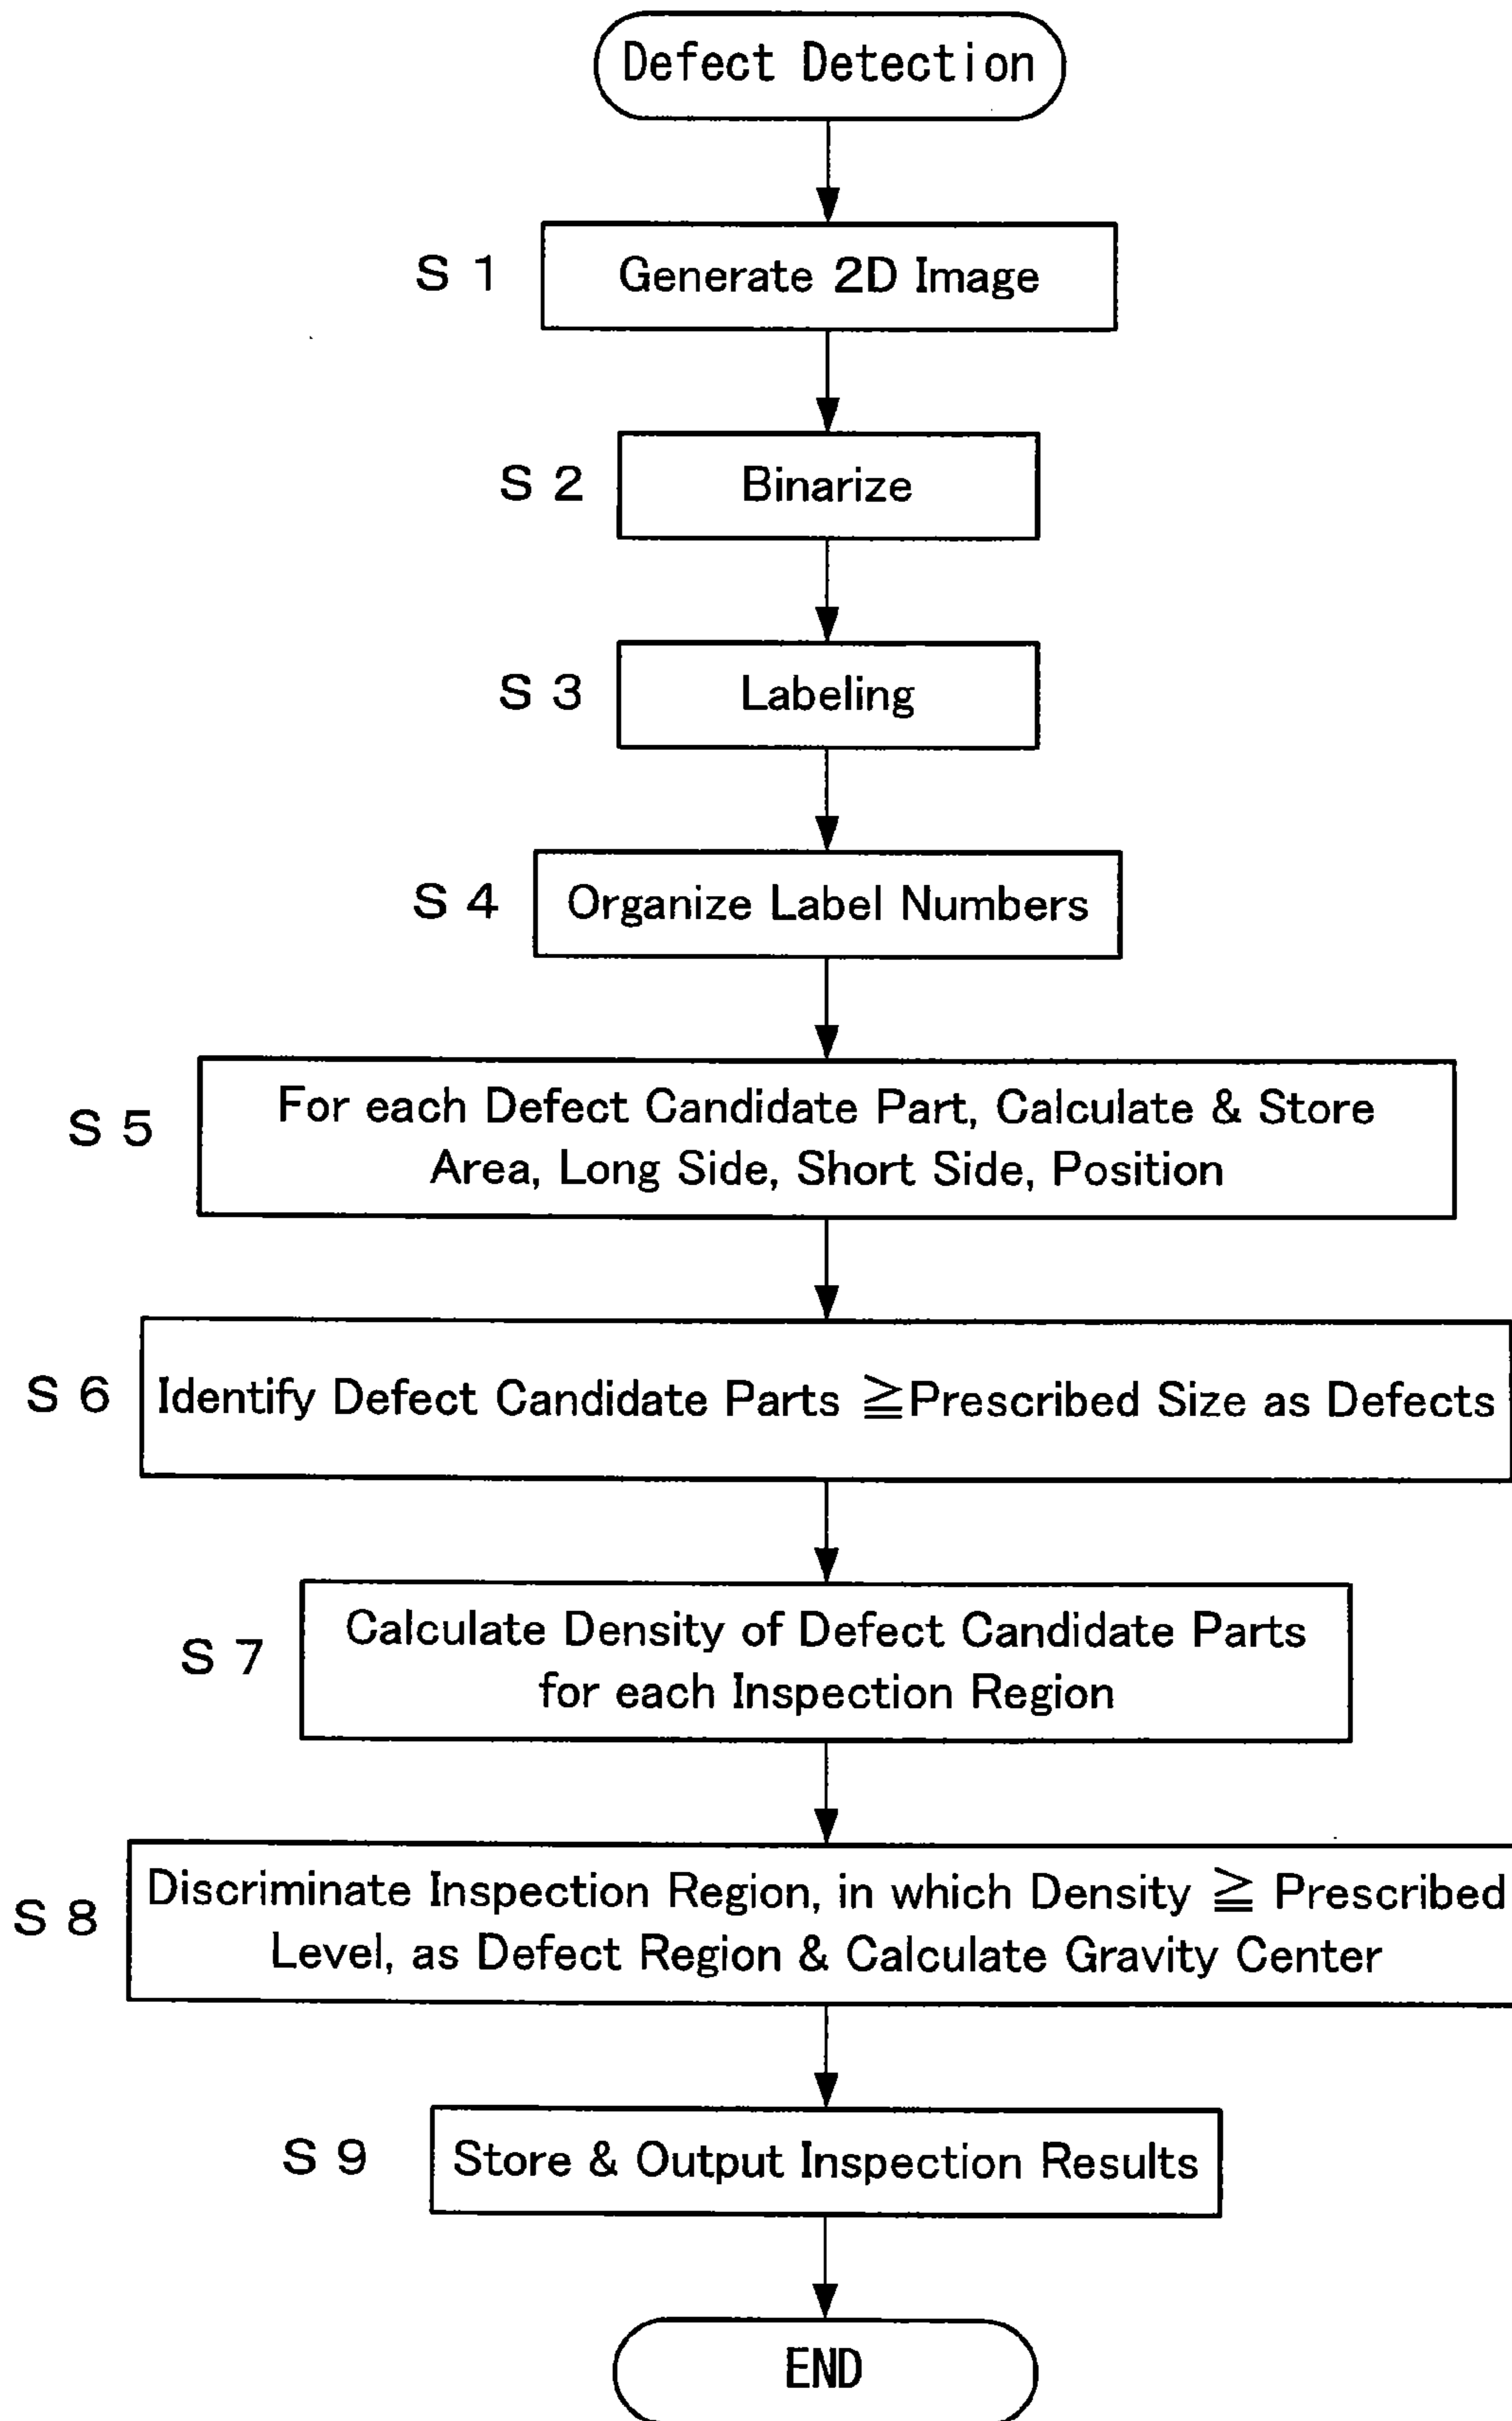 Defect Detection
S 1 Generate 2D Image
S 2 Binarize
S 3 Labeling
S 4 Organize Label Numbers
S 5 For each Defect Candidate Part, Calculate & Store
Area, Long Side, Short Side, Position
S 6 Identify Defect Candidate Parts ≧Prescribed Size as Defects
S 7 Calculate Density of Defect Candidate Parts
for each Inspection Region
S 8 Discriminate Inspection Region, in which Density ≧ Prescribed
Level, as Defect Region & Calculate Gravity Center
S 9 Store & Output Inspection Results
END